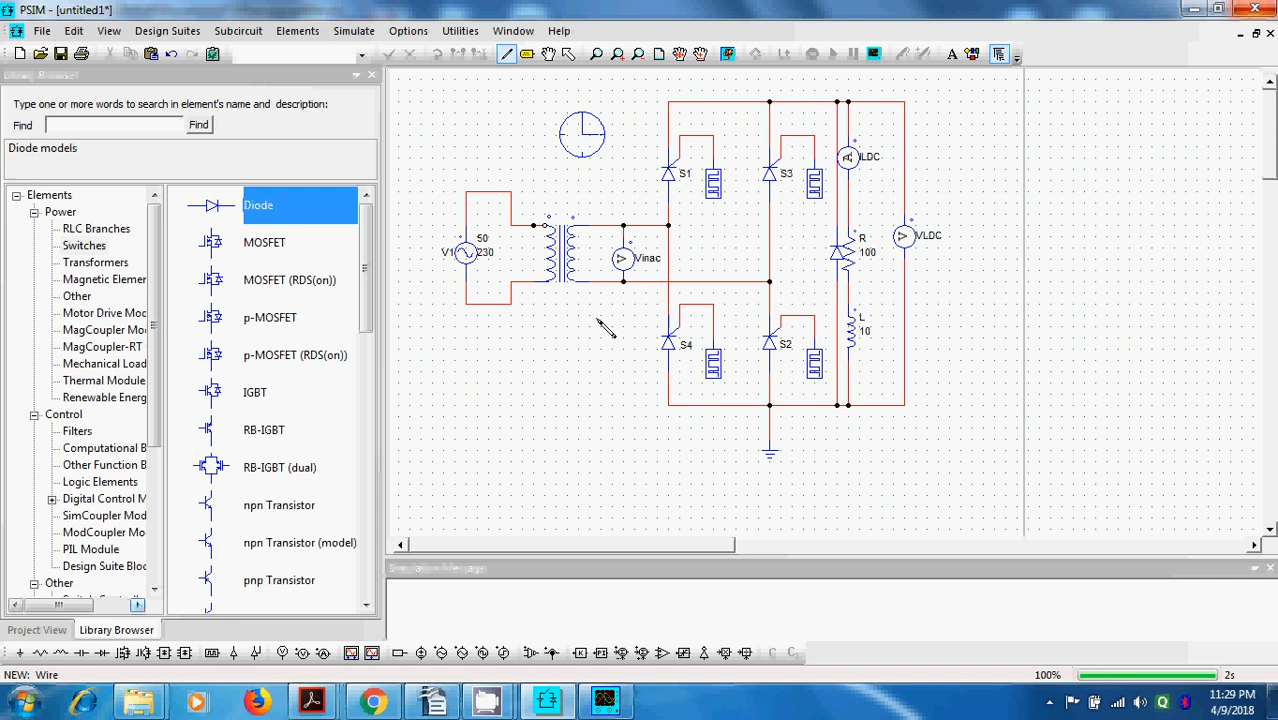 PSIM - [untitled1*]
File Edit View Design Suites Subcircuit Elements Simulate Options Utilities Window Help
Type one or more words to search in element's name and description:
Find Find
Diode models
Elements
Power
RLC Branches
Switches
Transformers
Magnetic Elemen
Other
Motor Drive Mod
MagCoupler Mo
MagCoupler-RT
Mechanical Load
Thermal Module
Renewable Energ
Control
Filters
Computational B
Other Function B
Logic Elements
Digital Control M
SimCoupler Mod
ModCoupler Mo
PIL Module
Design Suite Bloc
Other
Diode
MOSFET
MOSFET (RDS(on))
p-MOSFET
p-MOSFET (RDS(on))
IGBT
RB-IGBT
RB-IGBT (dual)
npn Transistor
npn Transistor (model)
pnp Transistor
Project View Library Browser
V1
50
230
Vinac
S1
S3
S4
S2
A
ILDC
R
100
L
10
V
VLDC
NEW: Wire
100%
2s
11:29 PM
4/9/2018